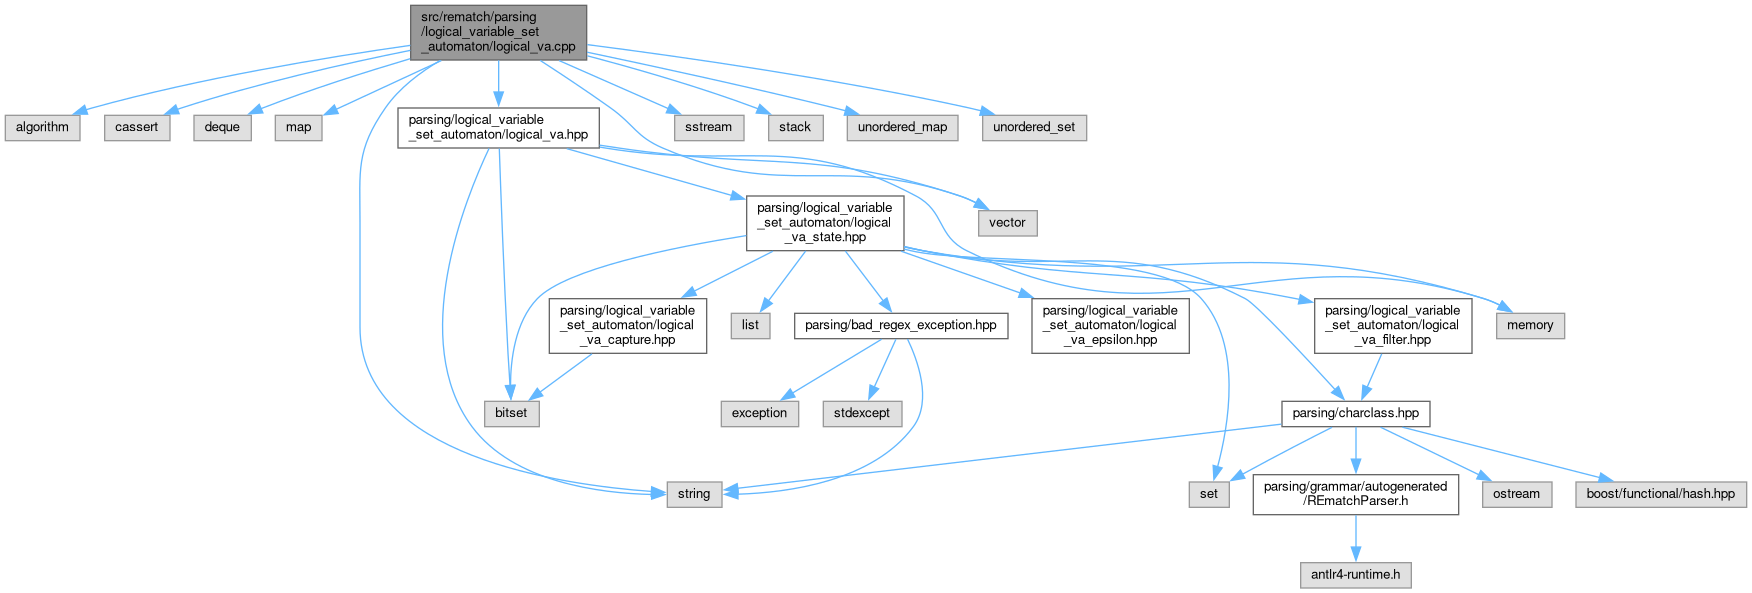 src/rematch/parsing
/logical_variable_set
_automaton/logical_va.cpp
algorithm
cassert
deque
map
parsing/logical_variable
_set_automaton/logical_va.hpp
sstream
stack
unordered_map
unordered_set
parsing/logical_variable
_set_automaton/logical
_va_state.hpp
vector
parsing/logical_variable
_set_automaton/logical
_va_capture.hpp
list
parsing/bad_regex_exception.hpp
parsing/logical_variable
_set_automaton/logical
_va_epsilon.hpp
parsing/logical_variable
_set_automaton/logical
_va_filter.hpp
memory
bitset
exception
stdexcept
parsing/charclass.hpp
string
set
parsing/grammar/autogenerated
/REmatchParser.h
ostream
boost/functional/hash.hpp
antlr4-runtime.h